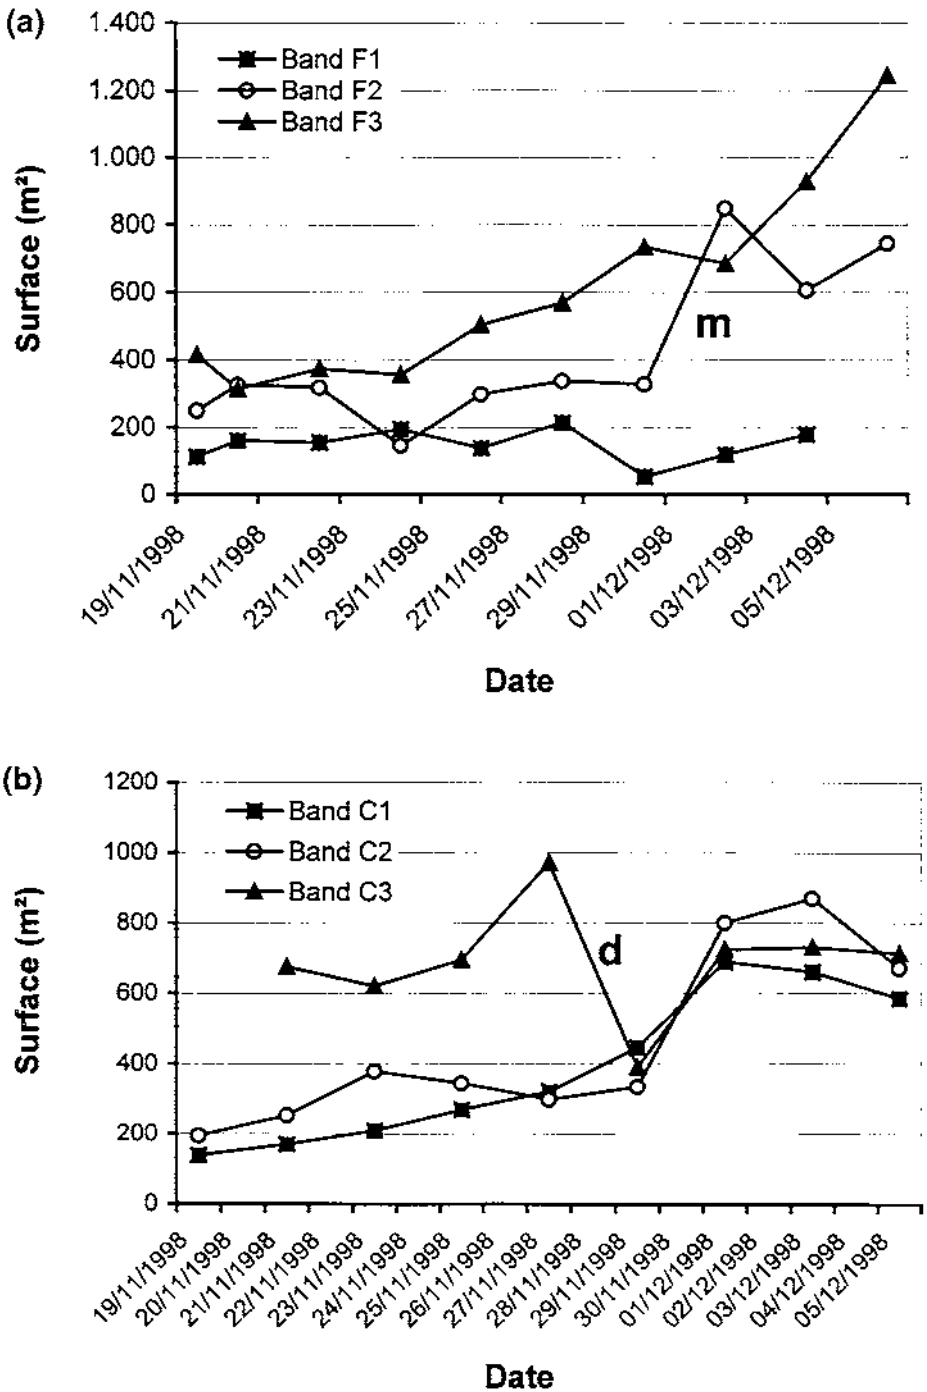 (a)
1.400
1.200
1.000
800
600
400
200
0
Surface (m²)
Band F1
Band F2
Band F3
m
19/11/1998
21/11/1998
23/11/1998
25/11/1998
27/11/1998
29/11/1998
01/12/1998
03/12/1998
05/12/1998
Date
(b)
1200
1000
800
600
400
200
0
Surface (m²)
Band C1
Band C2
Band C3
d
19/11/1998
20/11/1998
21/11/1998
22/11/1998
23/11/1998
24/11/1998
25/11/1998
26/11/1998
27/11/1998
28/11/1998
29/11/1998
30/11/1998
01/12/1998
02/12/1998
03/12/1998
04/12/1998
05/12/1998
Date